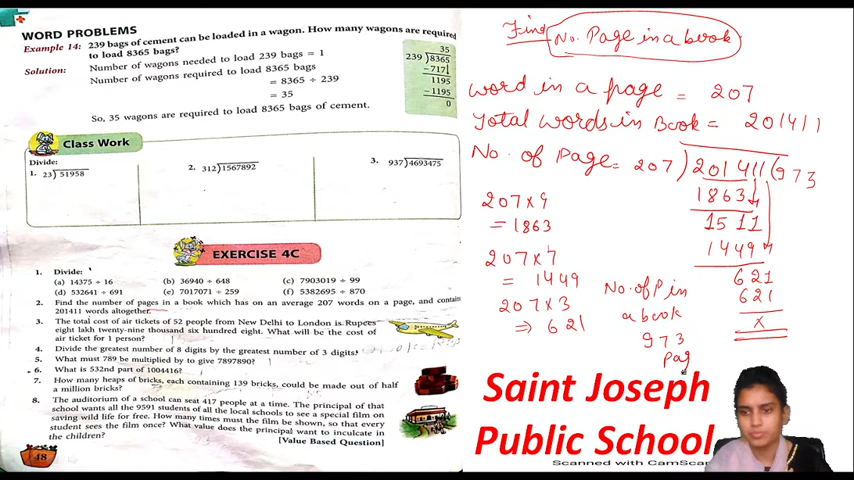 WORD PROBLEMS
Example 14: 239 bags of cement can be loaded in a wagon. How many wagons are required
to load 8365 bags?
Solution: Number of wagons needed to load 239 bags = 1
Number of wagons required to load 8365 bags
= 8365 ÷ 239
= 35
So, 35 wagons are required to load 8365 bags of cement.
35
239 ) 8365
- 717↓
1195
- 1195
0
Class Work
Divide:
1. 23)51958
2. 312)1567892
3. 937)4693475
EXERCISE 4C
1. Divide:
(a) 14375 ÷ 16 (b) 36940 ÷ 648 (c) 7903019 ÷ 99
(d) 532641 ÷ 691 (e) 7017071 ÷ 259 (f) 5382695 ÷ 870
2. Find the number of pages in a book which has on an average 207 words on a page, and contain
201411 words altogether.
3. The total cost of air tickets of 52 people from New Delhi to London is Rupees
eight lakh twenty-nine thousand six hundred eight. What will be the cost of
air ticket for 1 person?
4. Divide the greatest number of 8 digits by the greatest number of 3 digits.
5. What must 789 be multiplied by to give 7897890?
6. What is 532nd part of 1004416?
7. How many heaps of bricks, each containing 139 bricks, could be made out of half
a million bricks?
8. The auditorium of a school can seat 417 people at a time. The principal of that
school wants all the 9591 students of all the local schools to see a special film on
saving wild life for free. How many times must the film be shown, so that every
student sees the film once? What value does the principal want to inculcate in
the children? [Value Based Question]
48
Find No. Page in a book
word in a page = 207
Total words in Book = 201411
No. of Page = 207) 201411 (973
1863
1511
1449
621
621
x
207 x 9
= 1863
207 x 7
= 1449
207 x 3
⇒ 621
No. of P in
a book
973
pag
Saint Joseph
Public School
Scanned with CamScan